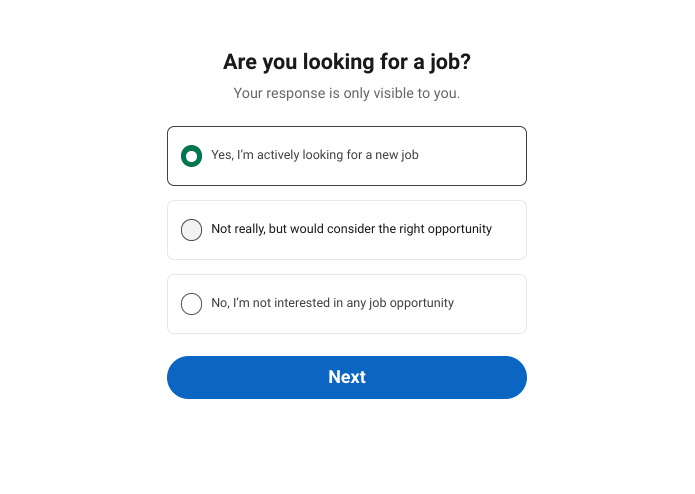 Are you looking for a job?
Your response is only visible to you.
Yes, I’m actively looking for a new job
Not really, but would consider the right opportunity
No, I’m not interested in any job opportunity
Next